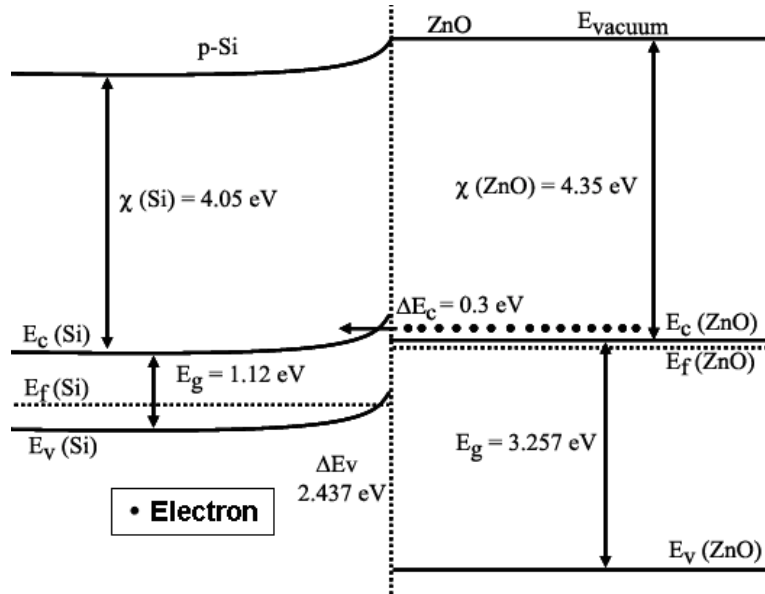 ZnO
E_vacuum
p-Si
χ (Si) = 4.05 eV
χ (ZnO) = 4.35 eV
ΔE_c = 0.3 eV
E_c (Si)
E_c (ZnO)
E_g = 1.12 eV
E_f (ZnO)
E_f (Si)
E_v (Si)
E_g = 3.257 eV
ΔEv
2.437 eV
• Electron
E_v (ZnO)